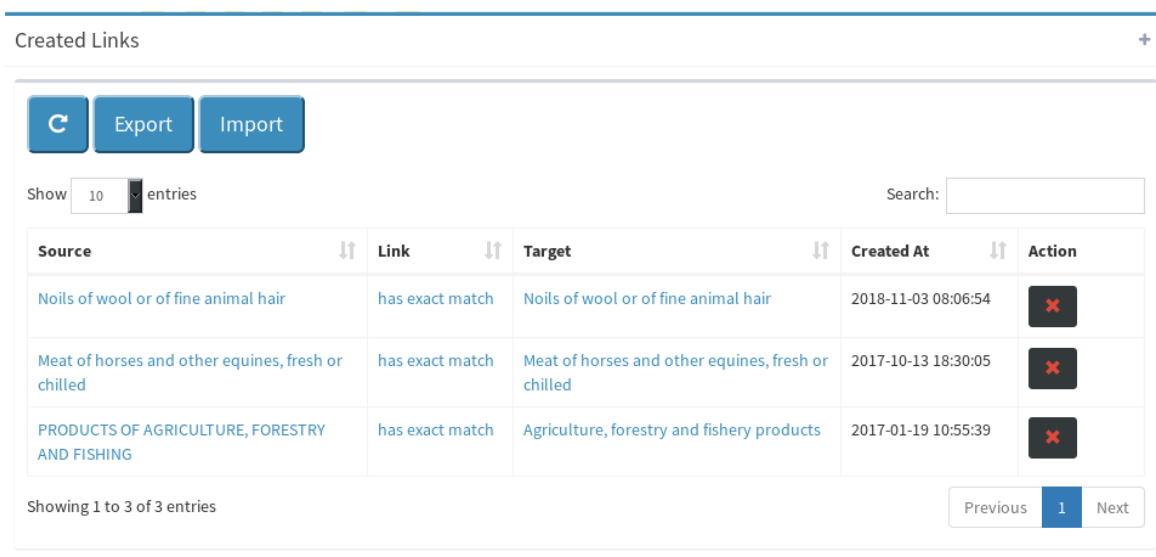 Created Links
Export Import
Show 10 entries Search:
Source Link Target Created At Action
Noils of wool or of fine animal hair has exact match Noils of wool or of fine animal hair 2018-11-03 08:06:54
Meat of horses and other equines, fresh or has exact match Meat of horses and other equines, fresh or 2017-10-13 18:30:05
chilled chilled
PRODUCTS OF AGRICULTURE, FORESTRY has exact match Agriculture, forestry and fishery products 2017-01-19 10:55:39
AND FISHING
Showing 1 to 3 of 3 entries Previous 1 Next